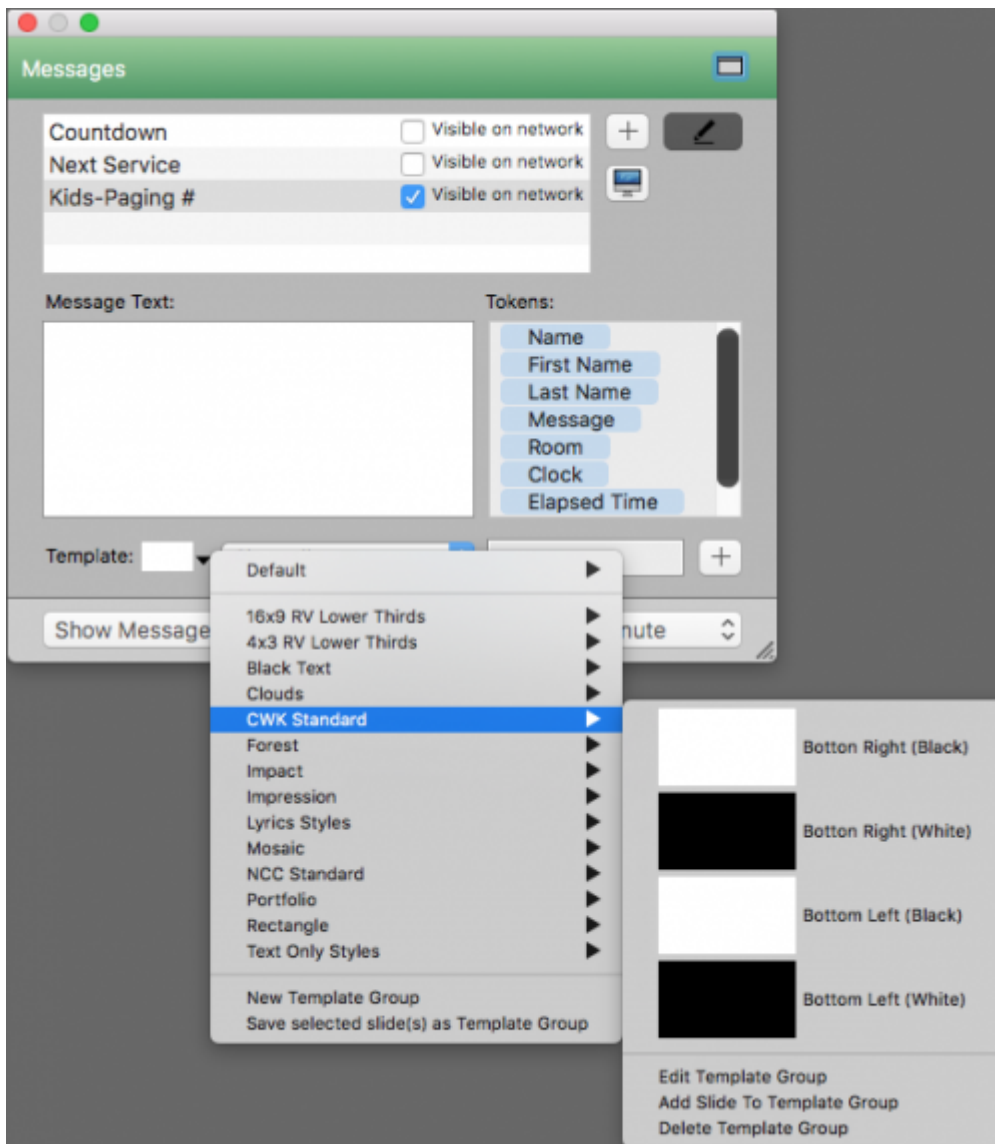 Messages
Countdown Visible on network
Next Service Visible on network
Kids-Paging # Visible on network
Message Text: Tokens:
Name
First Name
Last Name
Message
Room
Clock
Elapsed Time
Template:
Default
16x9 RV Lower Thirds
Show Message nute
4x3 RV Lower Thirds
Black Text
Clouds
CWK Standard
Forest
Impact
Impression
Lyrics Styles
Mosaic
NCC Standard
Portfolio
Rectangle
Text Only Styles
New Template Group
Save selected slide(s) as Template Group
Botton Right (Black)
Botton Right (White)
Bottom Left (Black)
Bottom Left (White)
Edit Template Group
Add Slide To Template Group
Delete Template Group